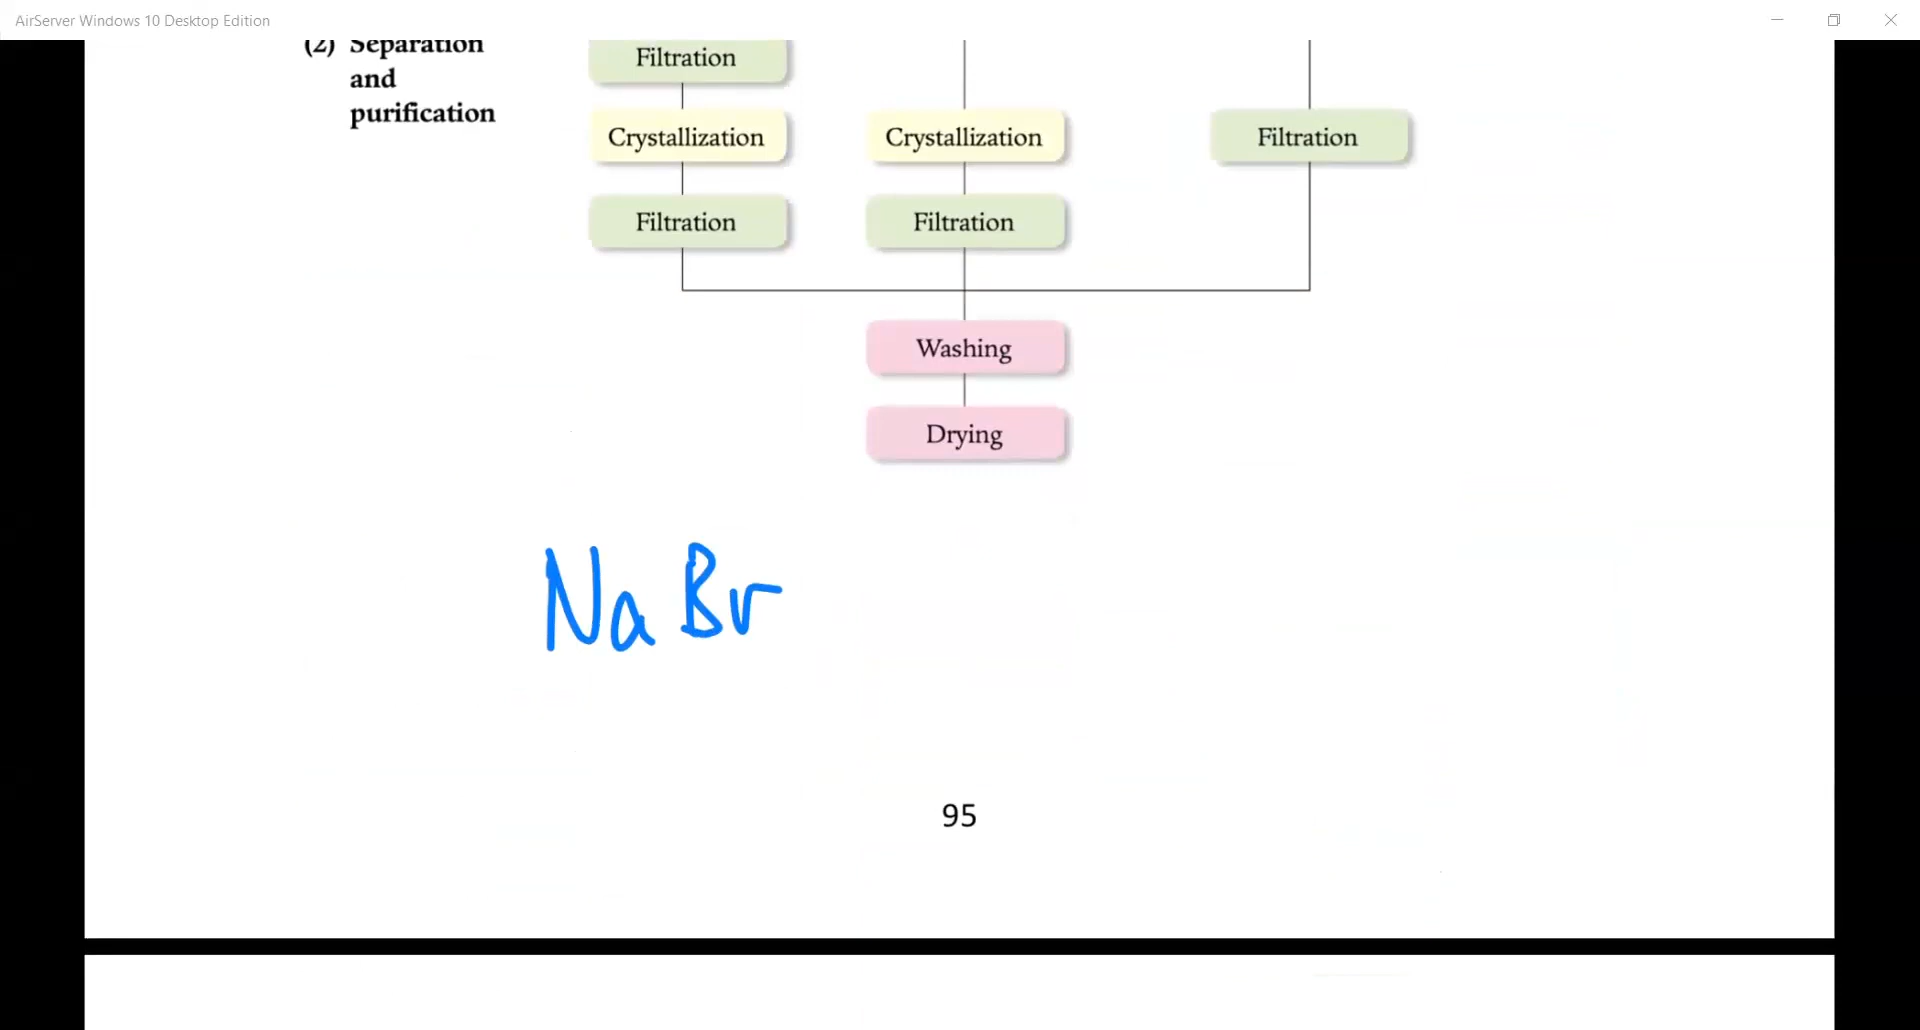 AirServer Windows 10 Desktop Edition
(2) Separation
and
purification
Filtration
Crystallization
Crystallization
Filtration
Filtration
Filtration
Washing
Drying
NaBr
95